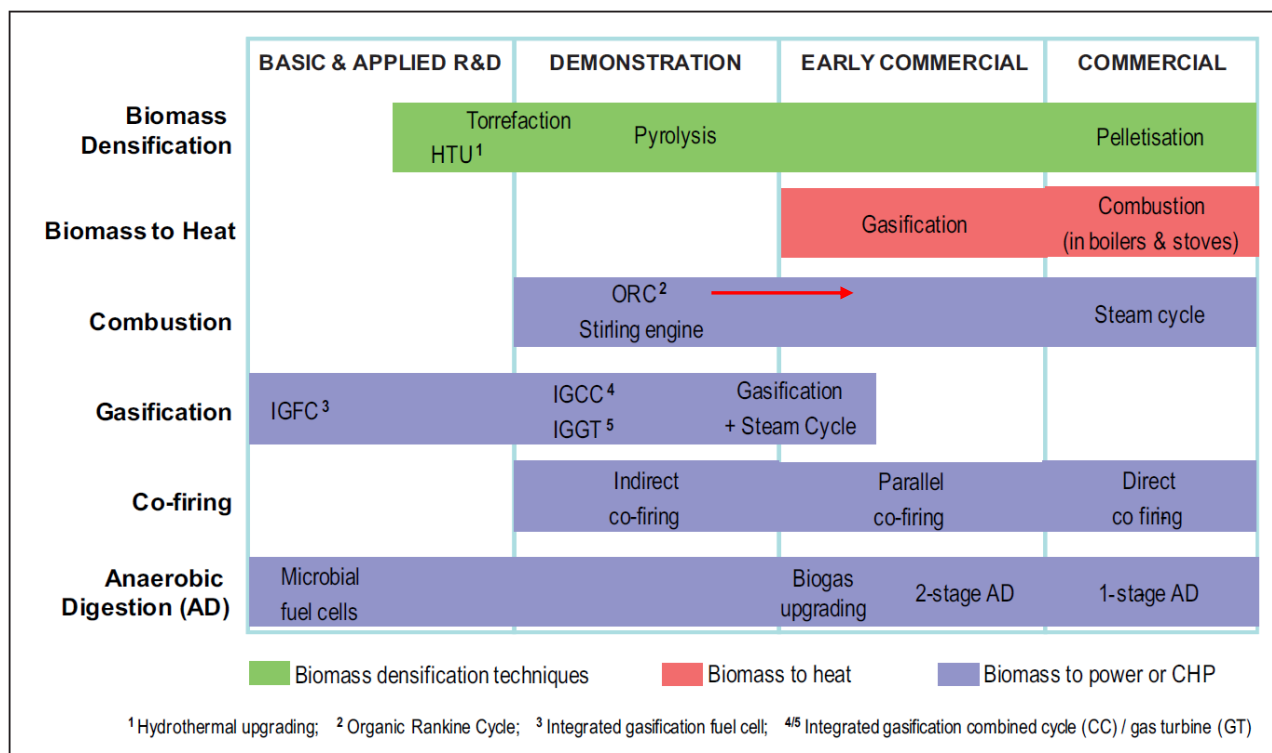 BASIC & APPLIED R&D DEMONSTRATION EARLY COMMERCIAL COMMERCIAL
Biomass
Densification
Torrefaction
HTU¹
Pyrolysis
Pelletisation
Biomass to Heat
Gasification
Combustion
(in boilers & stoves)
Combustion
ORC²
Stirling engine
Steam cycle
Gasification
IGFC³
IGCC⁴
IGGT⁵
Gasification
+ Steam Cycle
Co-firing
Indirect
co-firing
Parallel
co-firing
Direct
co firing
Anaerobic
Digestion (AD)
Microbial
fuel cells
Biogas
upgrading
2-stage AD
1-stage AD
Biomass densification techniques Biomass to heat Biomass to power or CHP
¹ Hydrothermal upgrading; ² Organic Rankine Cycle; ³ Integrated gasification fuel cell; ⁴/⁵ Integrated gasification combined cycle (CC) / gas turbine (GT)